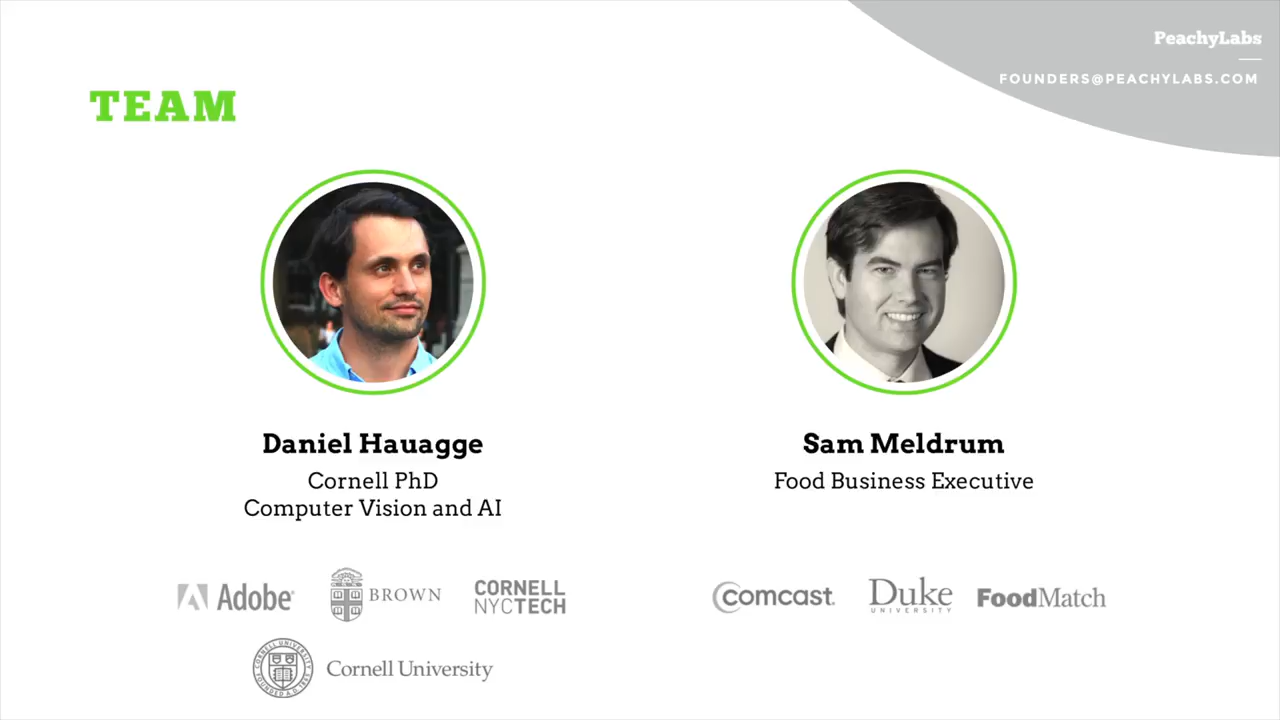 PeachyLabs
FOUNDERS@PEACHYLABS.COM
TEAM
Daniel Hauagge
Cornell PhD
Computer Vision and AI
Adobe
BROWN
CORNELL
NYCTECH
Cornell University
Sam Meldrum
Food Business Executive
Comcast
Duke
UNIVERSITY
FoodMatch